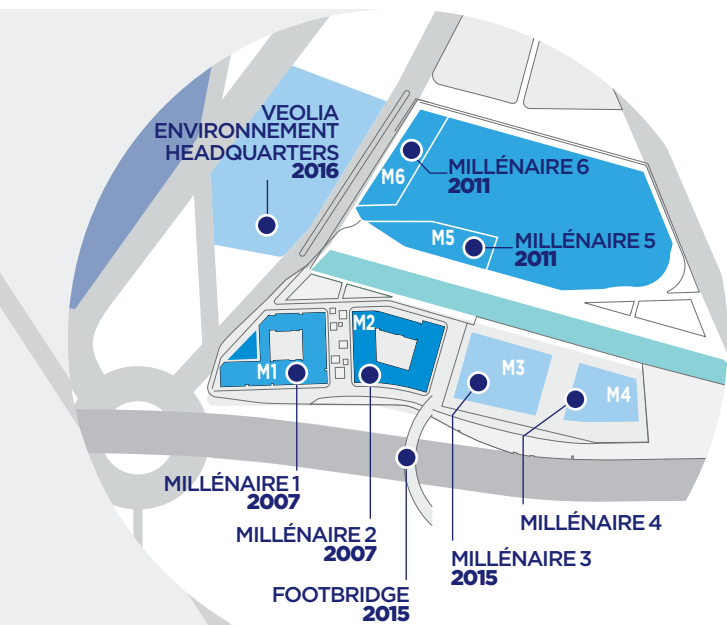 VEOLIA
ENVIRONNEMENT
HEADQUARTERS
2016
M6
MILLÉNAIRE 6
2011
M5
MILLÉNAIRE 5
2011
M2
M1
M3
M4
MILLÉNAIRE 1
2007
MILLÉNAIRE 2
2007
MILLÉNAIRE 4
MILLÉNAIRE 3
2015
FOOTBRIDGE
2015